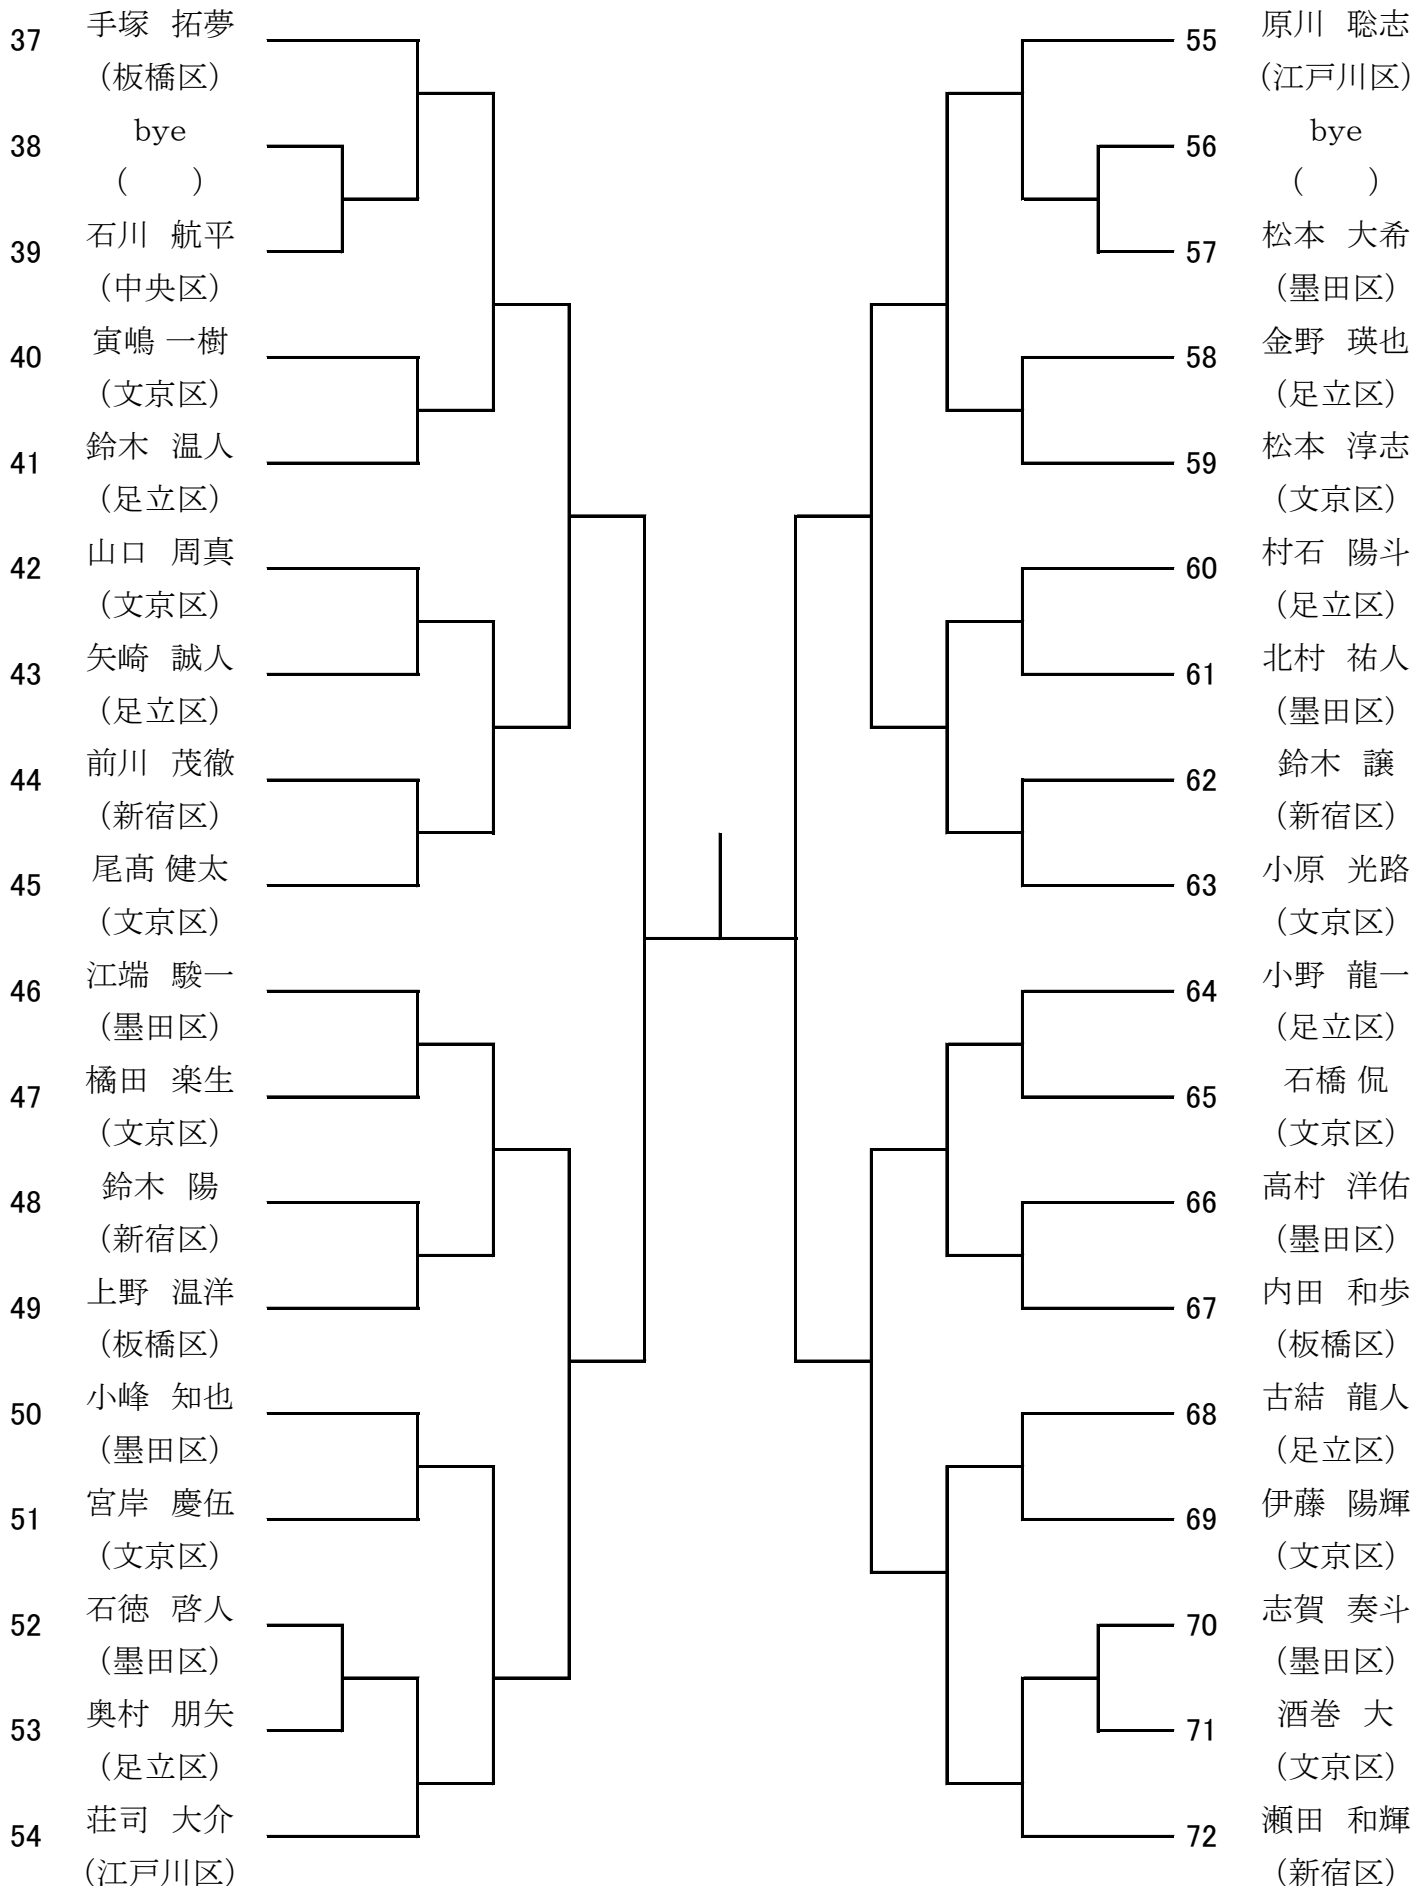 37 手塚 拓夢
(板橋区)
38 bye
( )
39 石川 航平
(中央区)
40 寅嶋 一樹
(文京区)
41 鈴木 温人
(足立区)
42 山口 周真
(文京区)
43 矢崎 誠人
(足立区)
44 前川 茂徹
(新宿区)
45 尾髙 健太
(文京区)
46 江端 駿一
(墨田区)
47 橘田 楽生
(文京区)
48 鈴木 陽
(新宿区)
49 上野 温洋
(板橋区)
50 小峰 知也
(墨田区)
51 宮岸 慶伍
(文京区)
52 石徳 啓人
(墨田区)
53 奥村 朋矢
(足立区)
54 荘司 大介
(江戸川区)
55 原川 聡志
(江戸川区)
56 bye
( )
57 松本 大希
(墨田区)
58 金野 瑛也
(足立区)
59 松本 淳志
(文京区)
60 村石 陽斗
(足立区)
61 北村 祐人
(墨田区)
62 鈴木 譲
(新宿区)
63 小原 光路
(文京区)
64 小野 龍一
(足立区)
65 石橋 侃
(文京区)
66 高村 洋佑
(墨田区)
67 内田 和歩
(板橋区)
68 古結 龍人
(足立区)
69 伊藤 陽輝
(文京区)
70 志賀 奏斗
(墨田区)
71 酒巻 大
(文京区)
72 瀬田 和輝
(新宿区)